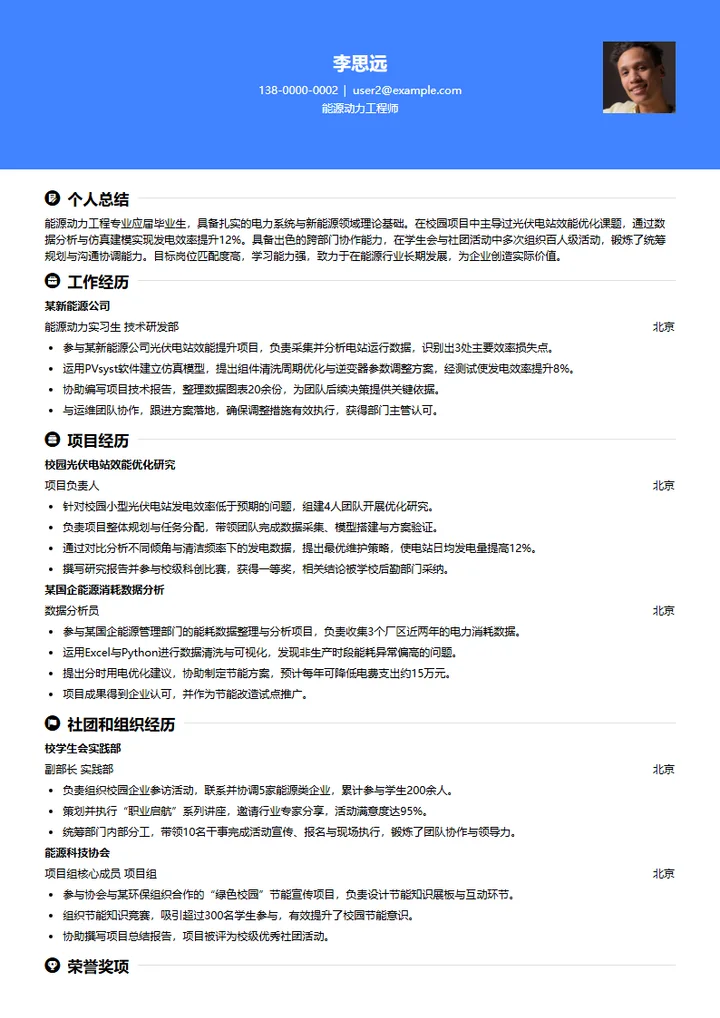 李思远
138-0000-0002 | user2@example.com
能源动力工程师
个人总结
能源动力工程专业应届毕业生，具备扎实的电力系统与新能源领域理论基础。在校园项目中主导过光伏电站效能优化课题，通过数
据分析与仿真建模实现发电效率提升12%。具备出色的跨部门协作能力，在学生会与社团活动中多次组织百人级活动，锻炼了统筹
规划与沟通协调能力。目标岗位匹配度高，学习能力强，致力于在能源行业长期发展，为企业创造实际价值。
工作经历
某新能源公司
能源动力实习生 技术研发部 北京
• 参与某新能源公司光伏电站效能提升项目，负责采集并分析电站运行数据，识别出3处主要效率损失点。
• 运用PVsyst软件建立仿真模型，提出组件清洗周期优化与逆变器参数调整方案，经测试使发电效率提升8%。
• 协助编写项目技术报告，整理数据图表20余份，为团队后续决策提供关键依据。
• 与运维团队协作，跟进方案落地，确保调整措施有效执行，获得部门主管认可。
项目经历
校园光伏电站效能优化研究
项目负责人 北京
• 针对校园小型光伏电站发电效率低于预期的问题，组建4人团队开展优化研究。
• 负责项目整体规划与任务分配，带领团队完成数据采集、模型搭建与方案验证。
• 通过对比分析不同倾角与清洁频率下的发电数据，提出最优维护策略，使电站日均发电量提高12%。
• 撰写研究报告并参与校级科创比赛，获得一等奖，相关结论被学校后勤部门采纳。
某国企能源消耗数据分析
数据分析员 北京
• 参与某国企能源管理部门的能耗数据整理与分析项目，负责收集3个厂区近两年的电力消耗数据。
• 运用Excel与Python进行数据清洗与可视化，发现非生产时段能耗异常偏高的问题。
• 提出分时用电优化建议，协助制定节能方案，预计每年可降低电费支出约15万元。
• 项目成果得到企业认可，并作为节能改造试点推广。
社团和组织经历
校学生会实践部
副部长 实践部 北京
• 负责组织校园企业参访活动，联系并协调5家能源类企业，累计参与学生200余人。
• 策划并执行“职业启航”系列讲座，邀请行业专家分享，活动满意度达95%。
• 统筹部门内部分工，带领10名干事完成活动宣传、报名与现场执行，锻炼了团队协作与领导力。
能源科技协会
项目组核心成员 项目组 北京
• 参与协会与某环保组织合作的“绿色校园”节能宣传项目，负责设计节能知识展板与互动环节。
• 组织节能知识竞赛，吸引超过300名学生参与，有效提升了校园节能意识。
• 协助撰写项目总结报告，项目被评为校级优秀社团活动。
荣誉奖项